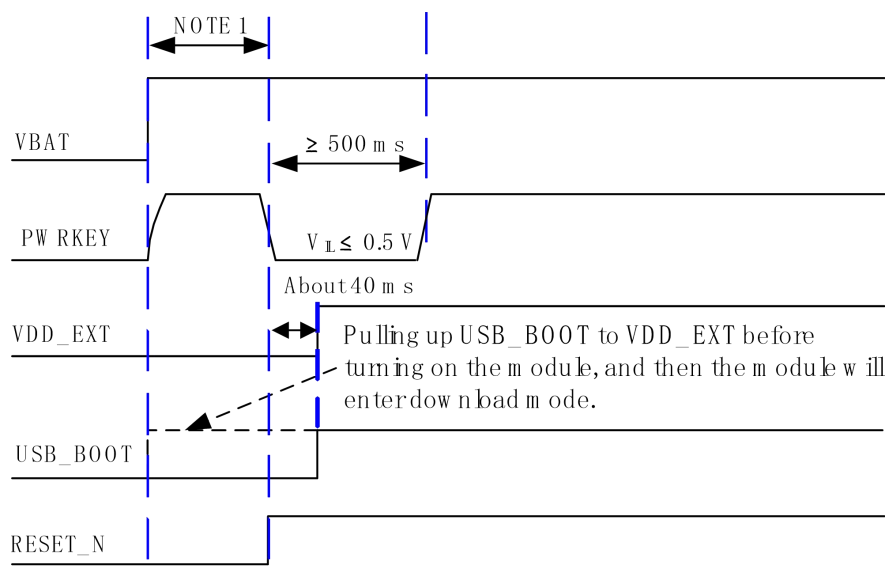 NOTE 1
VBAT
≥ 500 ms
PWRKEY
VIL ≤ 0.5 V
About 40 ms
VDD_EXT
Pulling up USB_BOOT to VDD_EXT before
turning on the module, and then the module will
enter download mode.
USB_BOOT
RESET_N